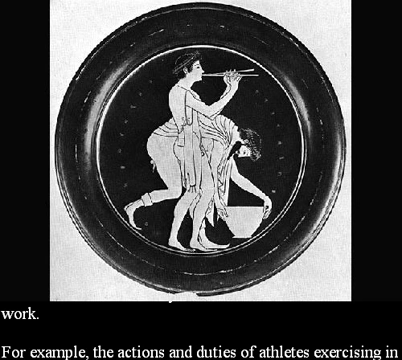 work.
For example, the actions and duties of athletes exercising in